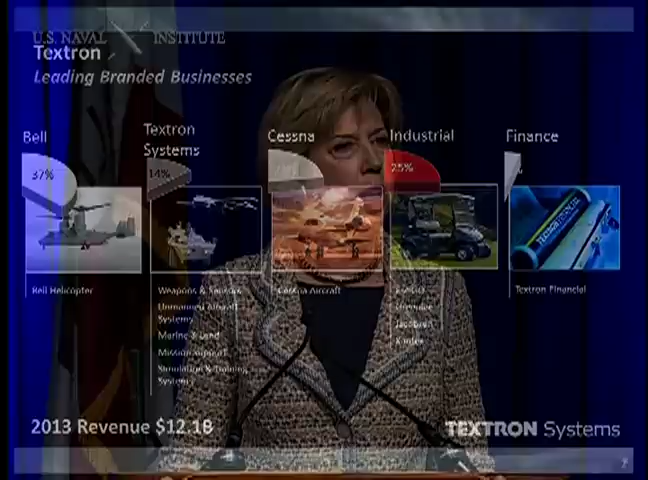 U.S. NAVAL INSTITUTE
Textron
Leading Branded Businesses
Bell
Textron
Systems
Cessna
Industrial
Finance
37%
14%
25%
Bell Helicopter
Weapons & Sensors
Unmanned Aircraft
Systems
Marine & Land
Mission Support
Simulation & Training
Systems
Cessna Aircraft
Jacobsen
Textron Financial
2013 Revenue $12.1B
TEXTRON Systems